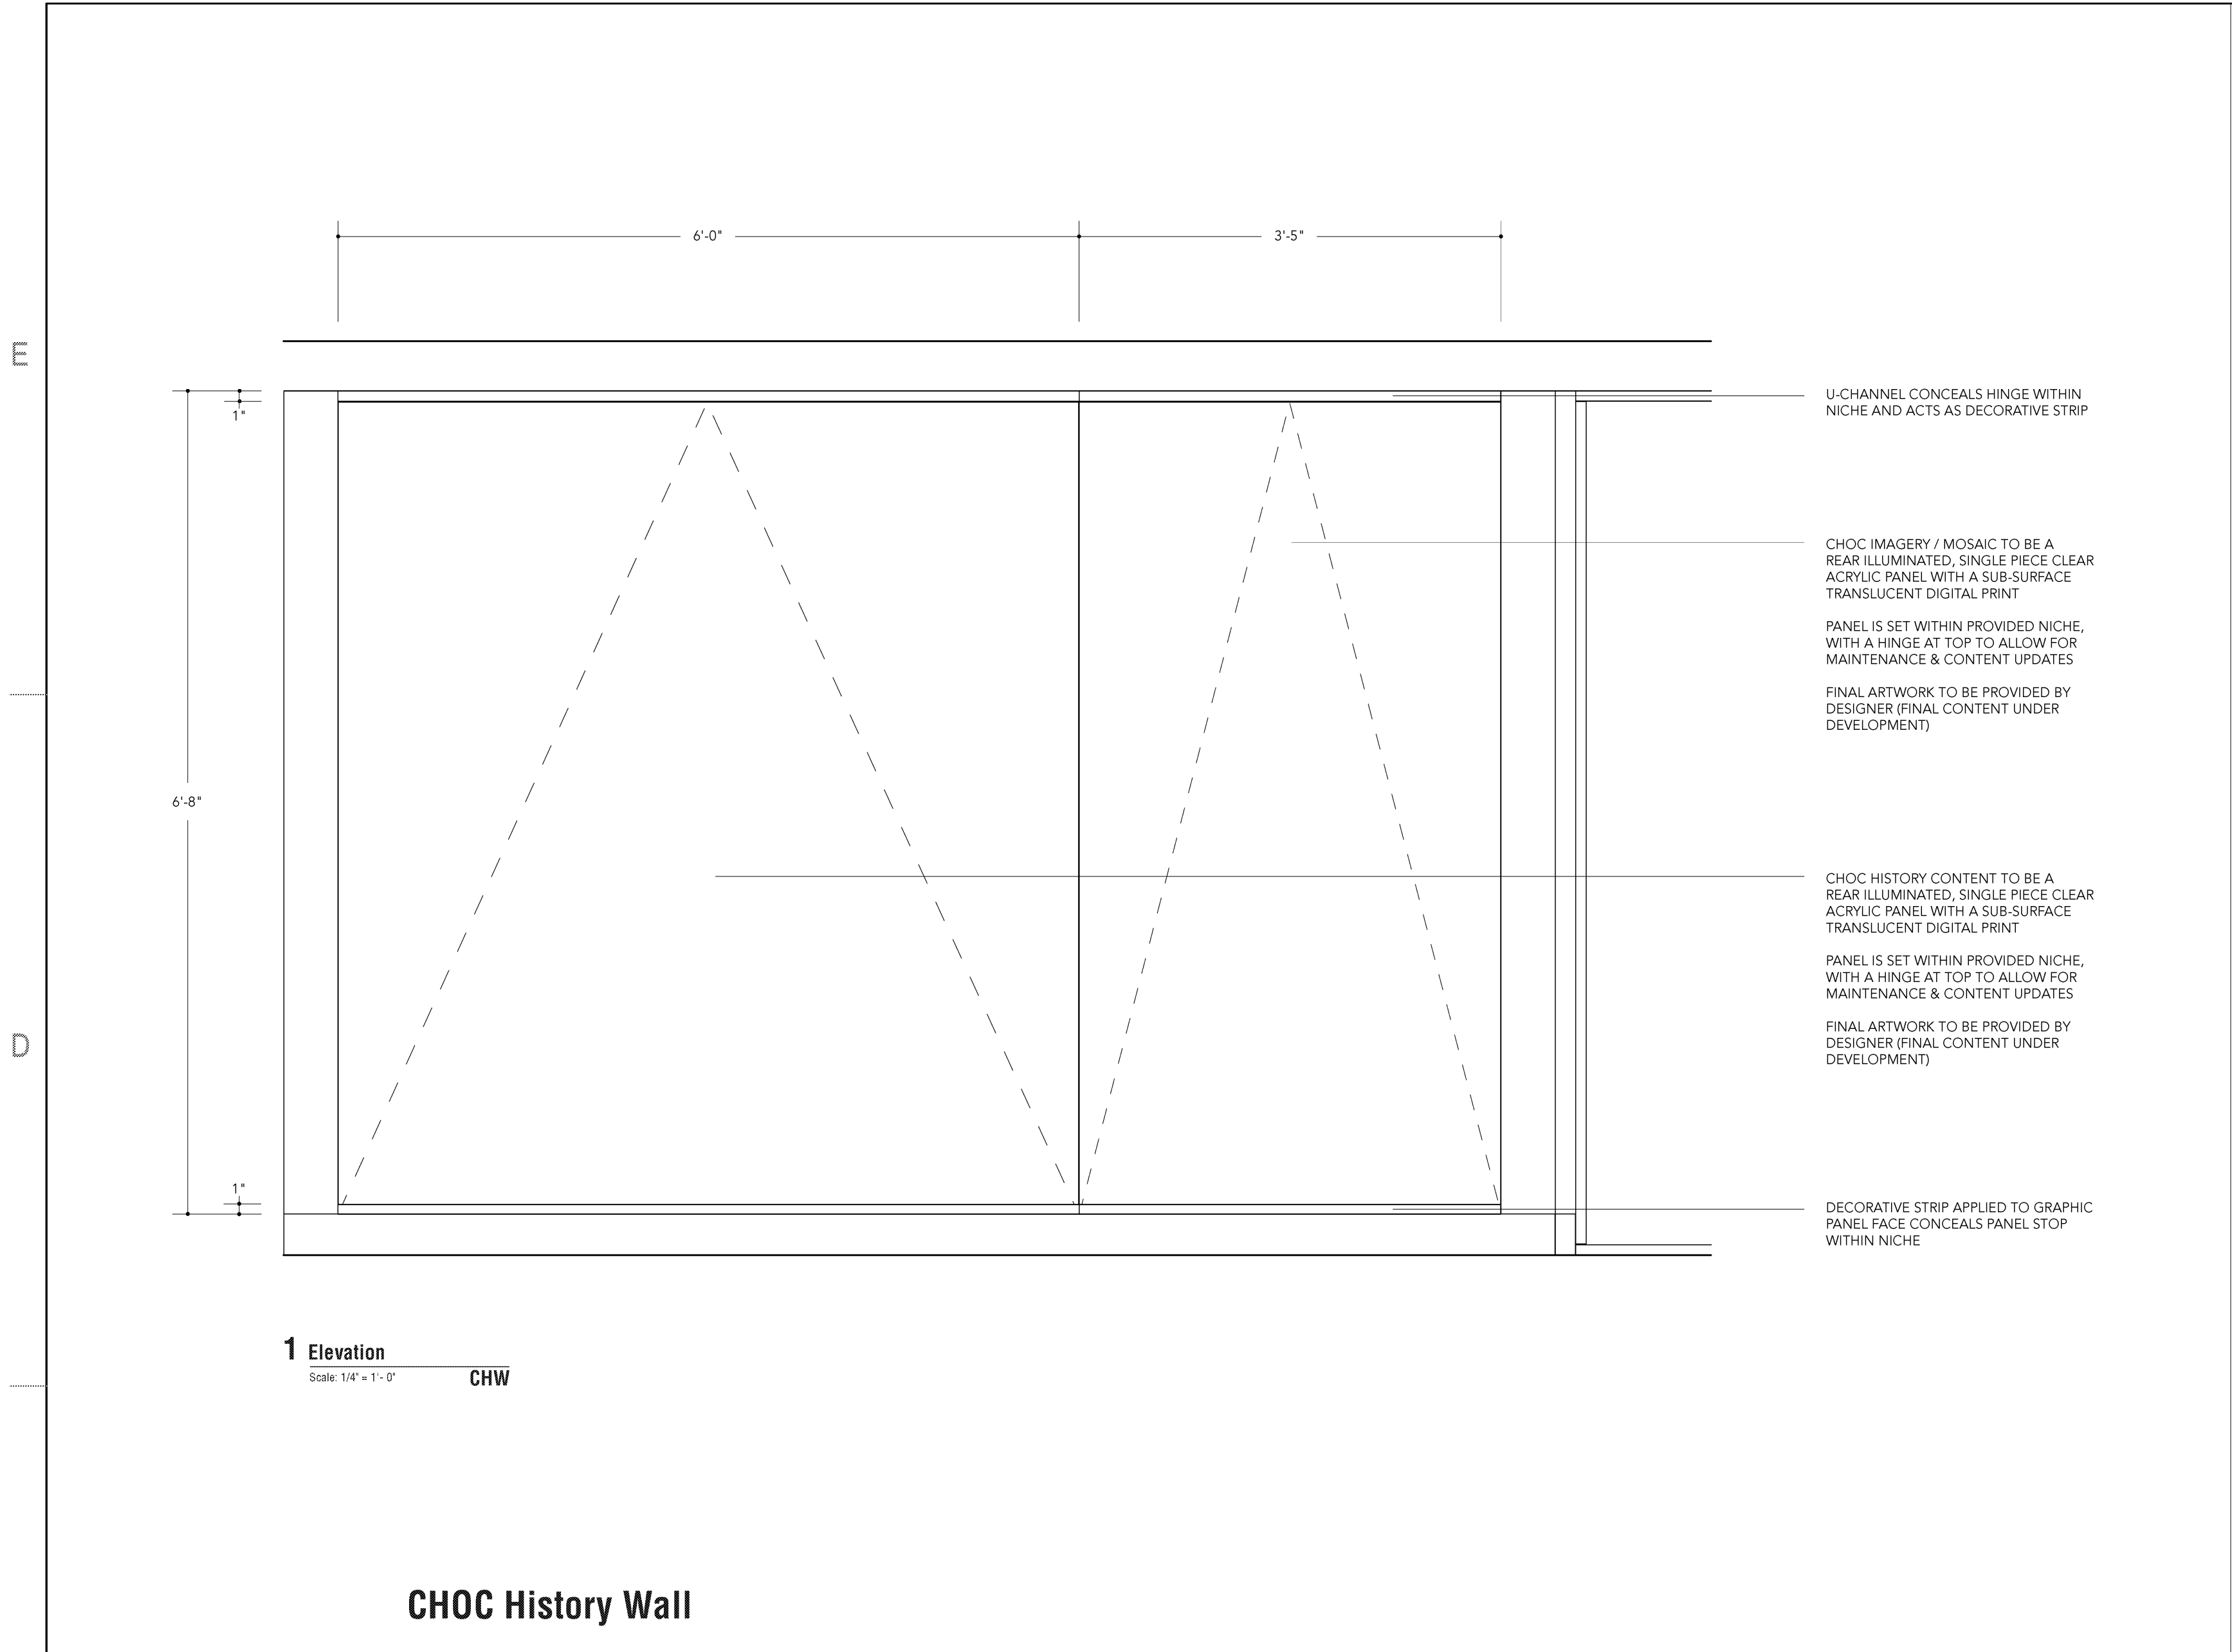 6'-0"
3'-5"
E
1"
U-CHANNEL CONCEALS HINGE WITHIN
NICHE AND ACTS AS DECORATIVE STRIP
CHOC IMAGERY / MOSAIC TO BE A
REAR ILLUMINATED, SINGLE PIECE CLEAR
ACRYLIC PANEL WITH A SUB-SURFACE
TRANSLUCENT DIGITAL PRINT
PANEL IS SET WITHIN PROVIDED NICHE,
WITH A HINGE AT TOP TO ALLOW FOR
MAINTENANCE & CONTENT UPDATES
FINAL ARTWORK TO BE PROVIDED BY
DESIGNER (FINAL CONTENT UNDER
DEVELOPMENT)
6'-8"
CHOC HISTORY CONTENT TO BE A
REAR ILLUMINATED, SINGLE PIECE CLEAR
ACRYLIC PANEL WITH A SUB-SURFACE
TRANSLUCENT DIGITAL PRINT
PANEL IS SET WITHIN PROVIDED NICHE,
WITH A HINGE AT TOP TO ALLOW FOR
MAINTENANCE & CONTENT UPDATES
FINAL ARTWORK TO BE PROVIDED BY
DESIGNER (FINAL CONTENT UNDER
DEVELOPMENT)
D
1"
DECORATIVE STRIP APPLIED TO GRAPHIC
PANEL FACE CONCEALS PANEL STOP
WITHIN NICHE
1 Elevation
Scale: 1/4" = 1'- 0" CHW
CHOC History Wall